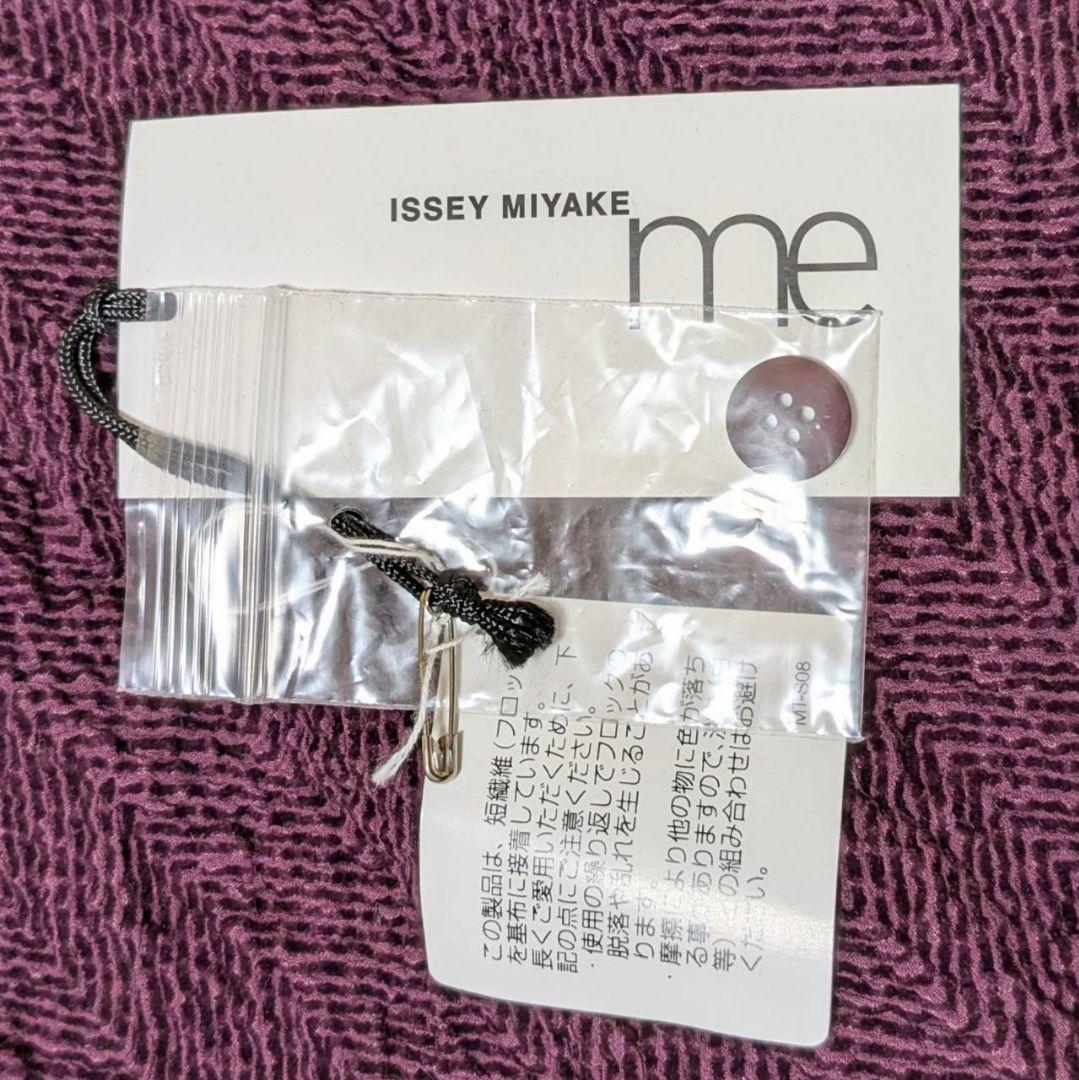 ISSEY MIYAKE
me
この製品は、短繊維(フロッ
を基布に接着しています。
長くご愛用いただくために、下
記の点にご注意ください。
・使用の繰り返しでフロックの
脱落や乱れを生じることがあ
ります。
・摩擦により他の物に色が落ち
る事 ありますので、
等) の組み合わせはお避け
くだ い。
MI-S08